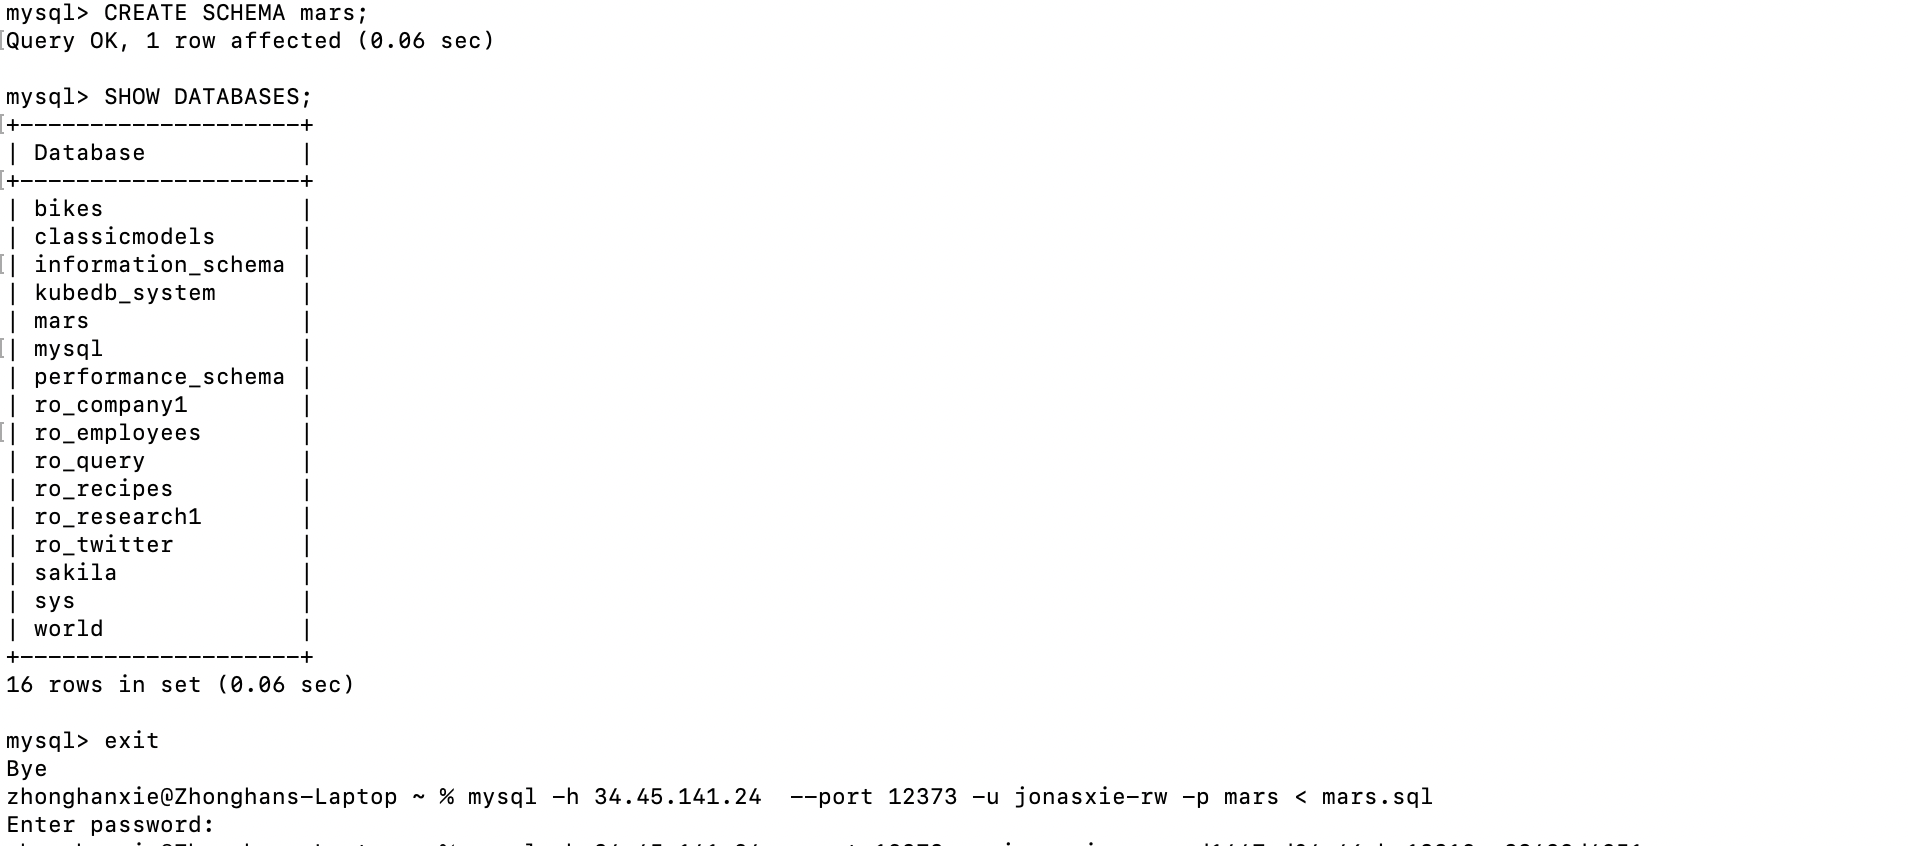 mysql> CREATE SCHEMA mars;
Query OK, 1 row affected (0.06 sec)
mysql> SHOW DATABASES;
+--------------------+
| Database           |
+--------------------+
| bikes              |
| classicmodels      |
| information_schema |
| kubedb_system      |
| mars               |
| mysql              |
| performance_schema |
| ro_company1        |
| ro_employees       |
| ro_query           |
| ro_recipes         |
| ro_research1       |
| ro_twitter         |
| sakila             |
| sys                |
| world              |
+--------------------+
16 rows in set (0.06 sec)
mysql> exit
Bye
zhonghanxie@Zhonghans-Laptop ~ % mysql -h 34.45.141.24  --port 12373 -u jonasxie-rw -p mars < mars.sql
Enter password: